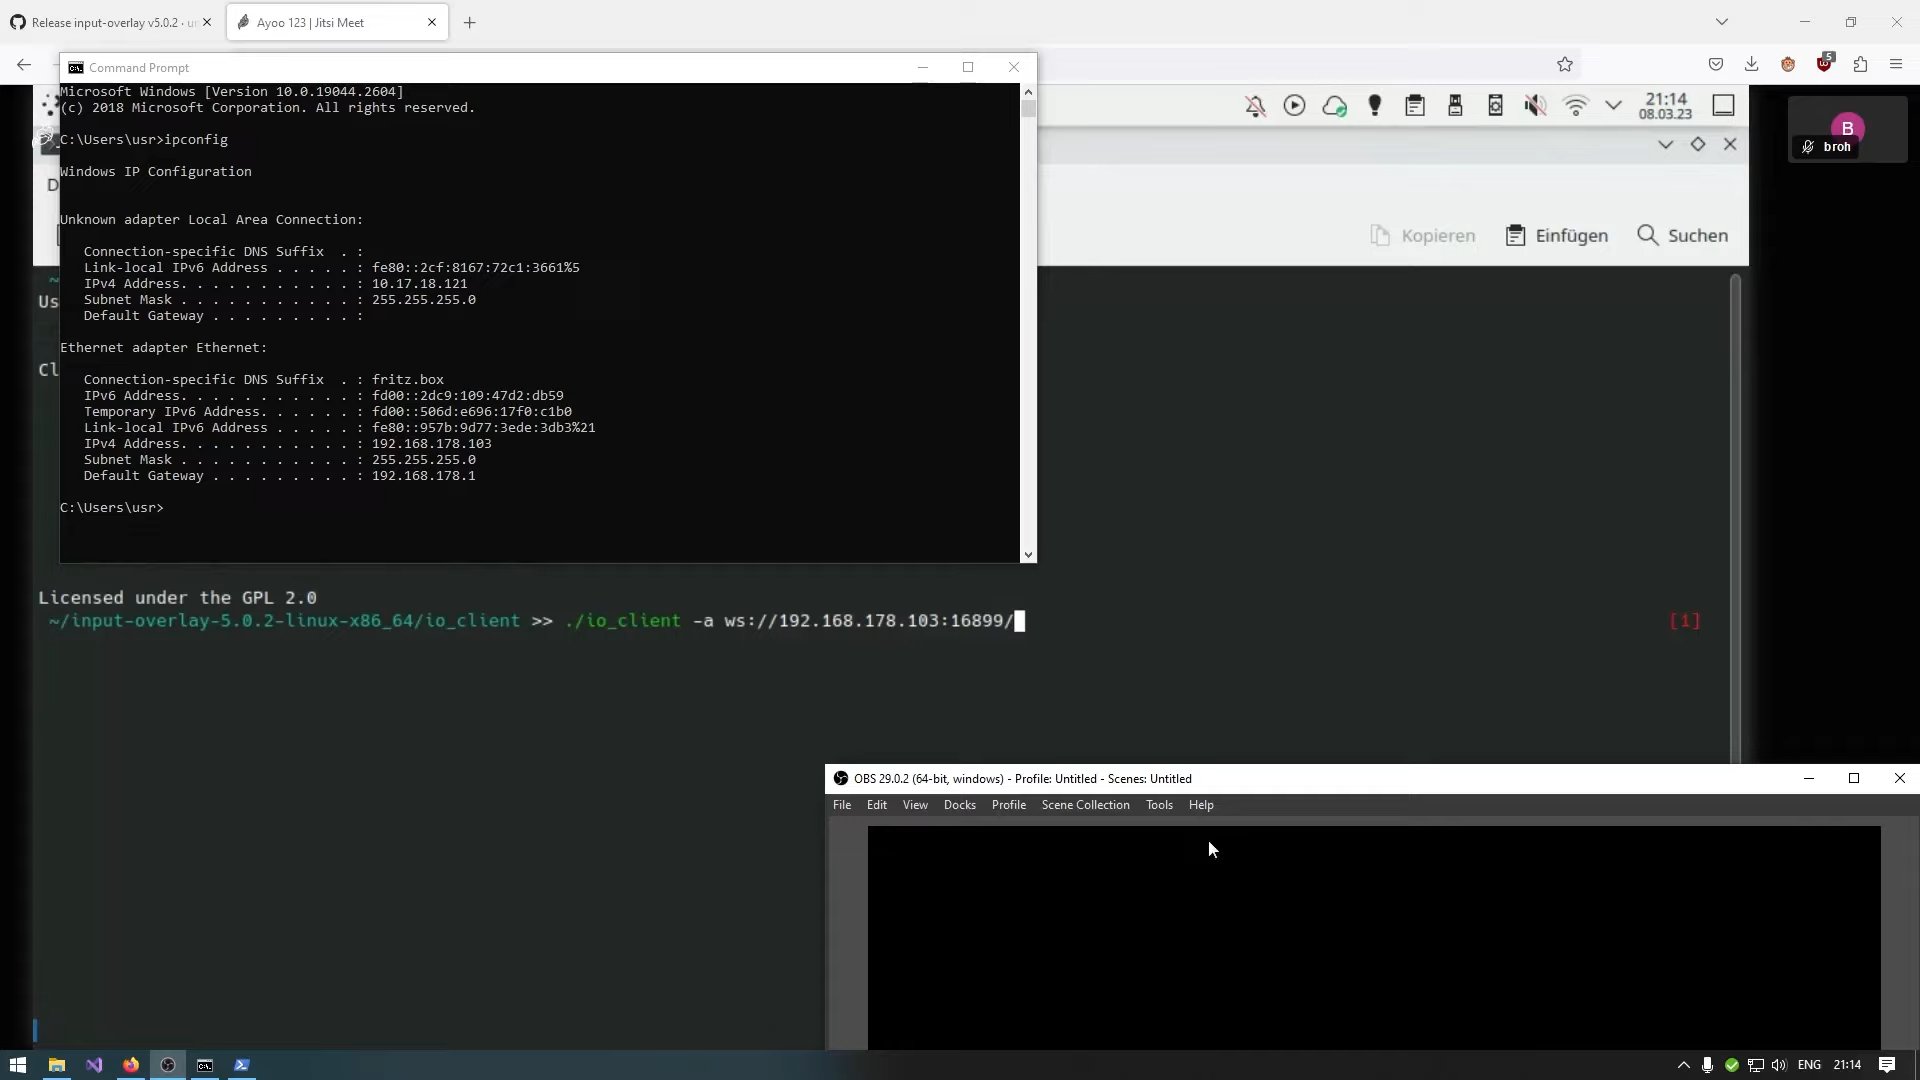 Release input-overlay v5.0.2 · u
Ayoo 123 | Jitsi Meet
5
Command Prompt
Microsoft Windows [Version 10.0.19044.2604]
(c) 2018 Microsoft Corporation. All rights reserved.
21:14
08.03.23
B
broh
C:\Users\usr>ipconfig
Windows IP Configuration
D
Unknown adapter Local Area Connection:
Kopieren
Einfügen
Suchen
Connection-specific DNS Suffix  . :
Link-local IPv6 Address . . . . . : fe80::2cf:8167:72c1:3661%5
IPv4 Address. . . . . . . . . . . : 10.17.18.121
Subnet Mask . . . . . . . . . . . : 255.255.255.0
Default Gateway . . . . . . . . . :
~
Us
Ethernet adapter Ethernet:
Cl
Connection-specific DNS Suffix  . : fritz.box
IPv6 Address. . . . . . . . . . . : fd00::2dc9:109:47d2:db59
Temporary IPv6 Address. . . . . . : fd00::506d:e696:17f0:c1b0
Link-local IPv6 Address . . . . . : fe80::957b:9d77:3ede:3db3%21
IPv4 Address. . . . . . . . . . . : 192.168.178.103
Subnet Mask . . . . . . . . . . . : 255.255.255.0
Default Gateway . . . . . . . . . : 192.168.178.1
C:\Users\usr>
Licensed under the GPL 2.0
~/input-overlay-5.0.2-linux-x86_64/io_client >> ./io_client -a ws://192.168.178.103:16899/ [1]
OBS 29.0.2 (64-bit, windows) - Profile: Untitled - Scenes: Untitled
File Edit View Docks Profile Scene Collection Tools Help
ENG 21:14